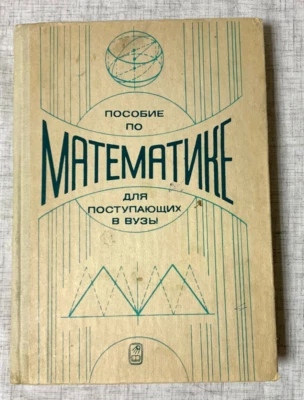 ПОСОБИЕ
ПО
МАТЕМАТИКЕ
ДЛЯ
ПОСТУПАЮЩИХ
В ВУЗЫ